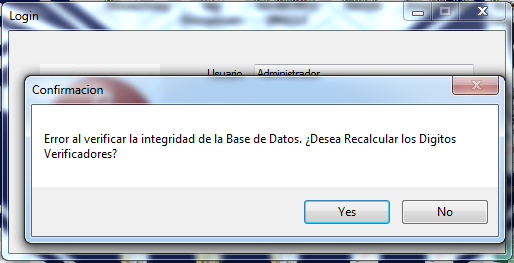 Login
Usuario Administrador
Confirmacion
Error al verificar la integridad de la Base de Datos. ¿Desea Recalcular los Digitos
Verificadores?
Yes No